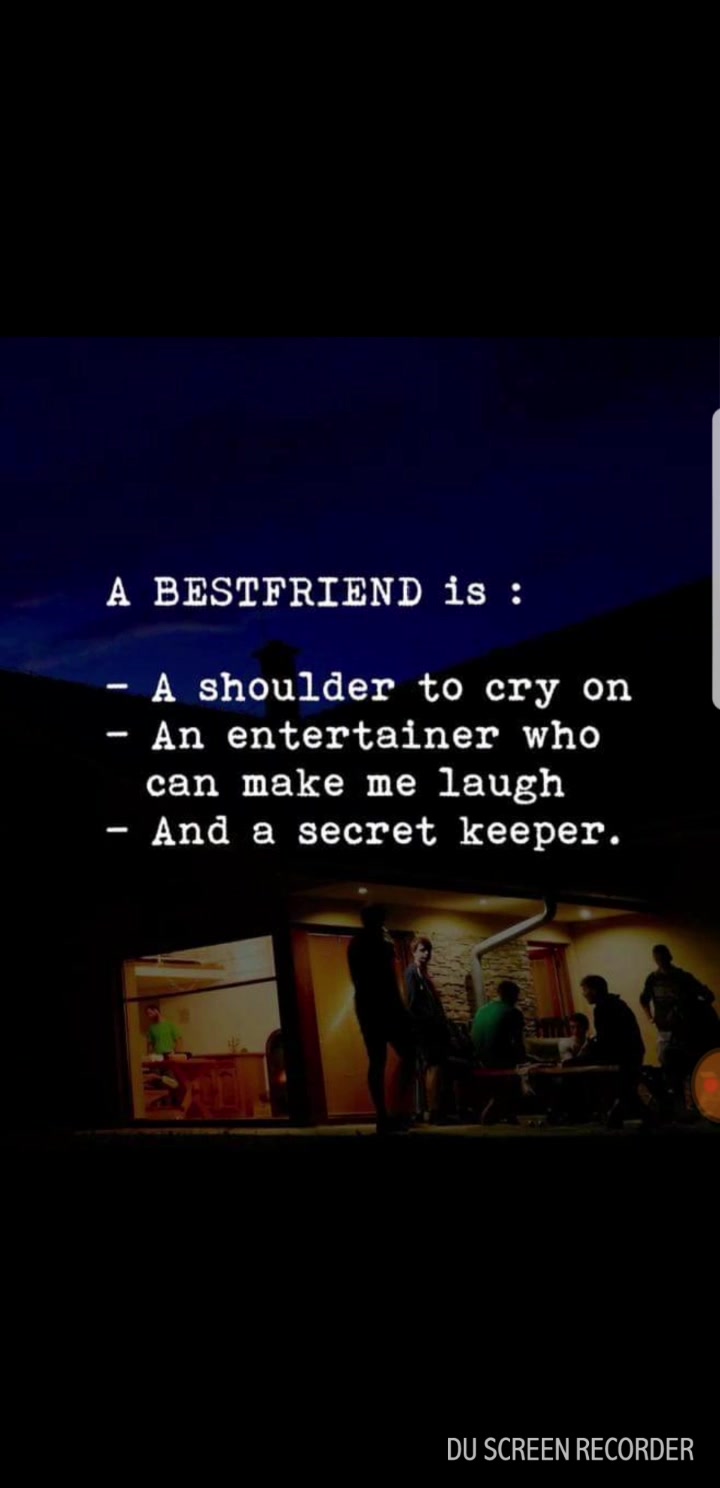 A BESTFRIEND is :
- A shoulder to cry on
- An entertainer who
can make me laugh
- And a secret keeper.
DU SCREEN RECORDER